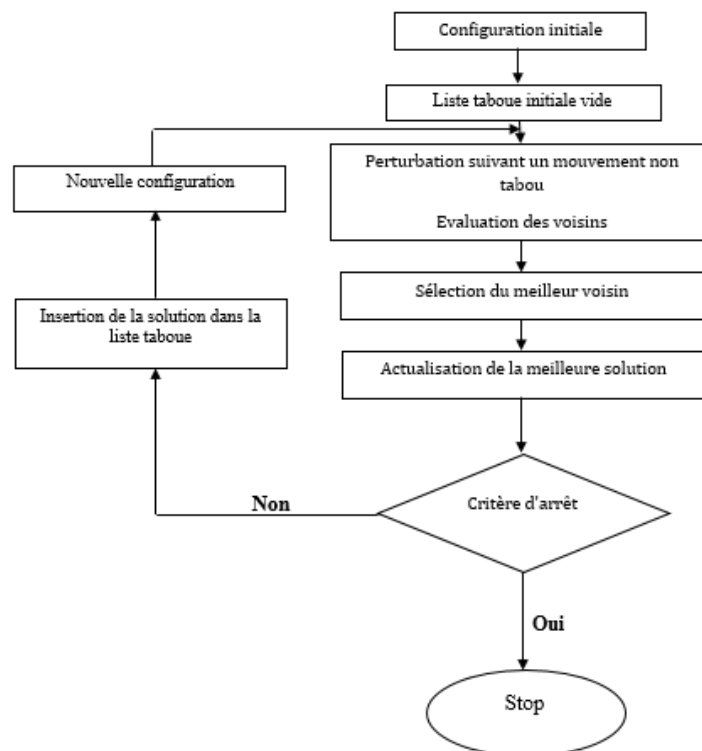 Configuration initiale
Liste taboue initiale vide
Perturbation suivant un mouvement non
tabou
Evaluation des voisins
Nouvelle configuration
Sélection du meilleur voisin
Insertion de la solution dans la
liste taboue
Actualisation de la meilleure solution
Non
Critère d'arrêt
Oui
Stop